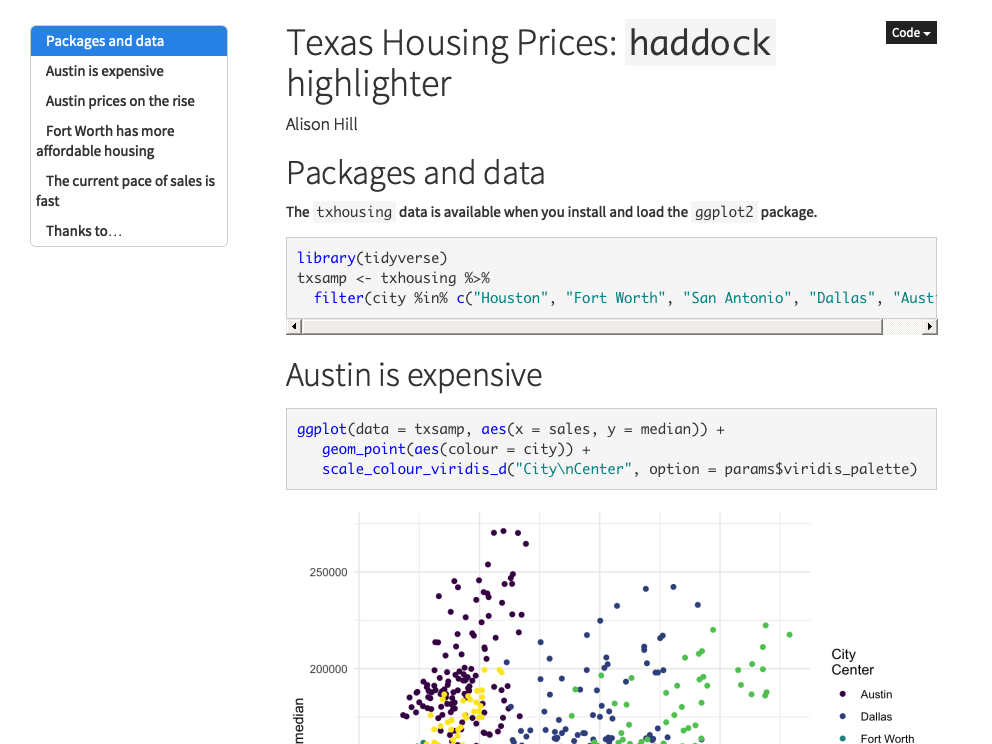 Packages and data
Austin is expensive
Austin prices on the rise
Fort Worth has more
affordable housing
The current pace of sales is
fast
Thanks to…
Texas Housing Prices: haddock
highlighter
Code
Alison Hill
Packages and data
The txhousing data is available when you install and load the ggplot2 package.
library(tidyverse)
txsamp <- txhousing %>%
  filter(city %in% c("Houston", "Fort Worth", "San Antonio", "Dallas", "Aust
Austin is expensive
ggplot(data = txsamp, aes(x = sales, y = median)) +
   geom_point(aes(colour = city)) +
   scale_colour_viridis_d("City\nCenter", option = params$viridis_palette)
250000
200000
median
City
Center
Austin
Dallas
Fort Worth